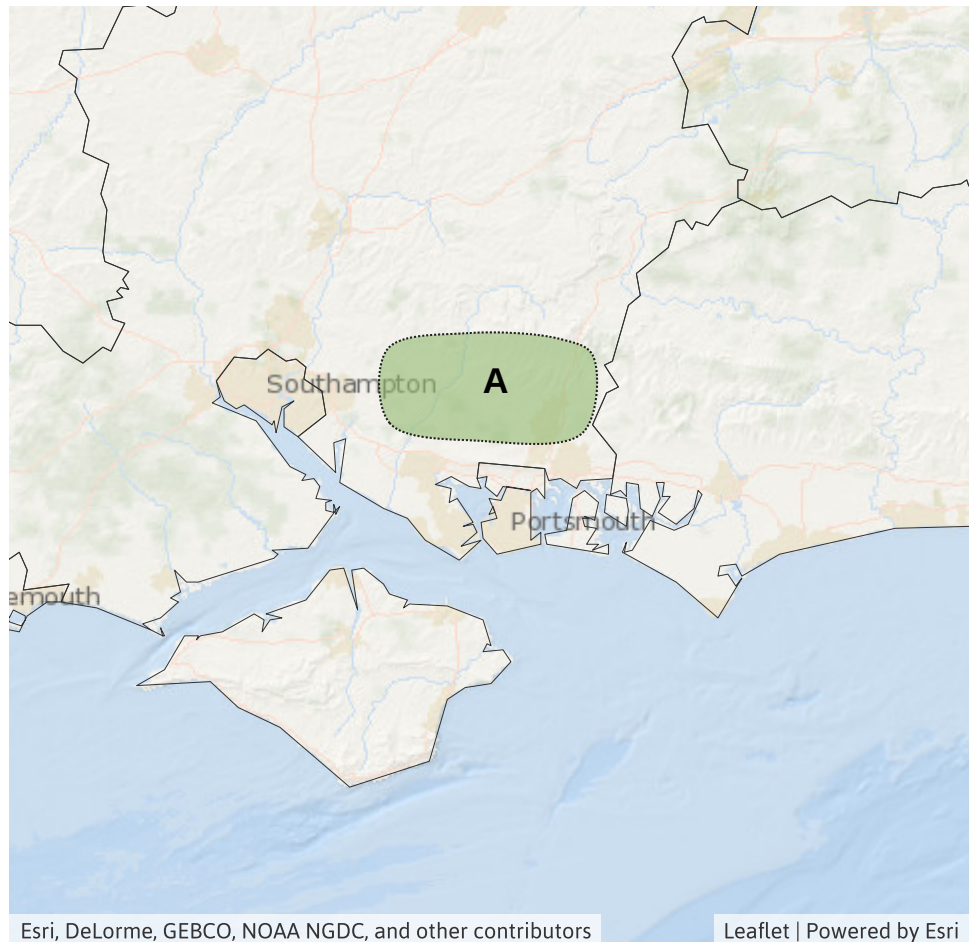 A
Southampton
Portsmouth
emouth
Esri, DeLorme, GEBCO, NOAA NGDC, and other contributors
Leaflet | Powered by Esri